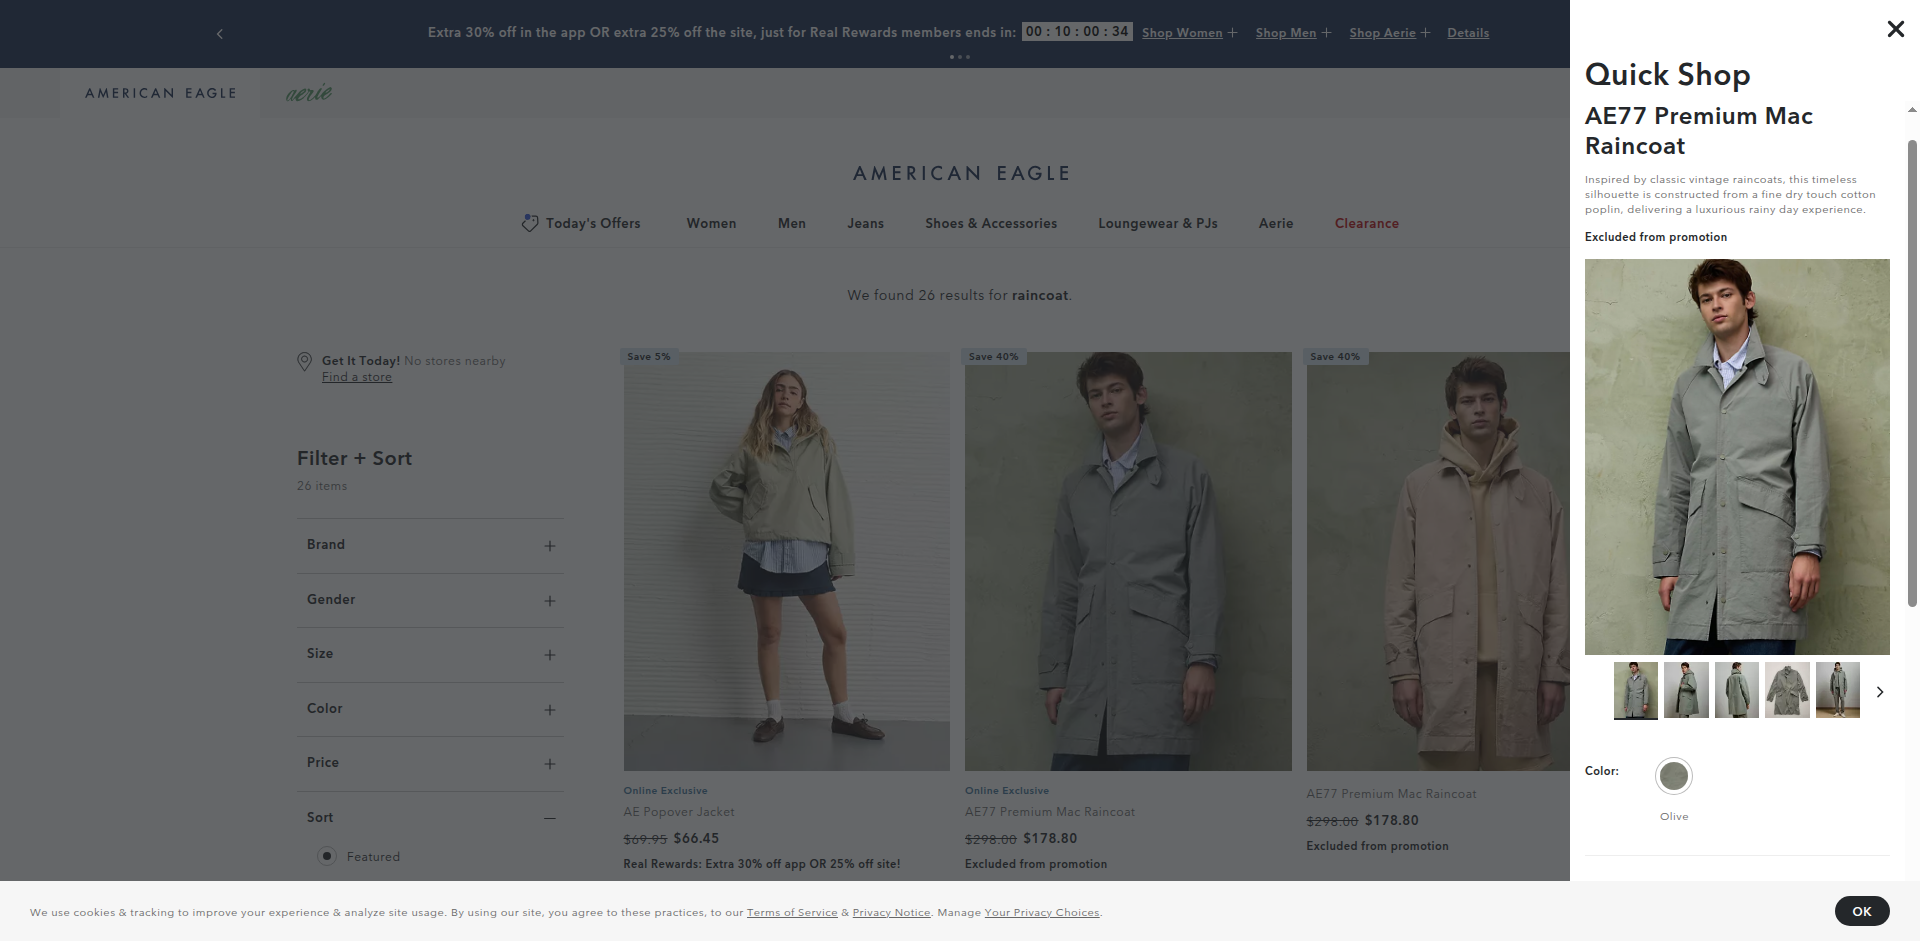 Extra 30% off in the app OR extra 25% off the site, just for Real Rewards members ends in: 00 : 10 : 00 : 34 Shop Women + Shop Men + Shop Aerie + Details
AMERICAN EAGLE aerie
AMERICAN EAGLE
Today's Offers Women Men Jeans Shoes & Accessories Loungewear & PJs Aerie Clearance
We found 26 results for raincoat.
Get It Today! No stores nearby
Find a store
Filter + Sort
26 items
Brand
Gender
Size
Color
Price
Sort
Featured
Save 5%
Online Exclusive
AE Popover Jacket
$69.95 $66.45
Real Rewards: Extra 30% off app OR 25% off site!
Save 40%
Online Exclusive
AE77 Premium Mac Raincoat
$298.00 $178.80
Excluded from promotion
Save 40%
AE77 Premium Mac Raincoat
$298.00 $178.80
Excluded from promotion
Quick Shop
AE77 Premium Mac
Raincoat
Inspired by classic vintage raincoats, this timeless
silhouette is constructed from a fine dry touch cotton
poplin, delivering a luxurious rainy day experience.
Excluded from promotion
Color:
Olive
We use cookies & tracking to improve your experience & analyze site usage. By using our site, you agree to these practices, to our Terms of Service & Privacy Notice. Manage Your Privacy Choices.
OK